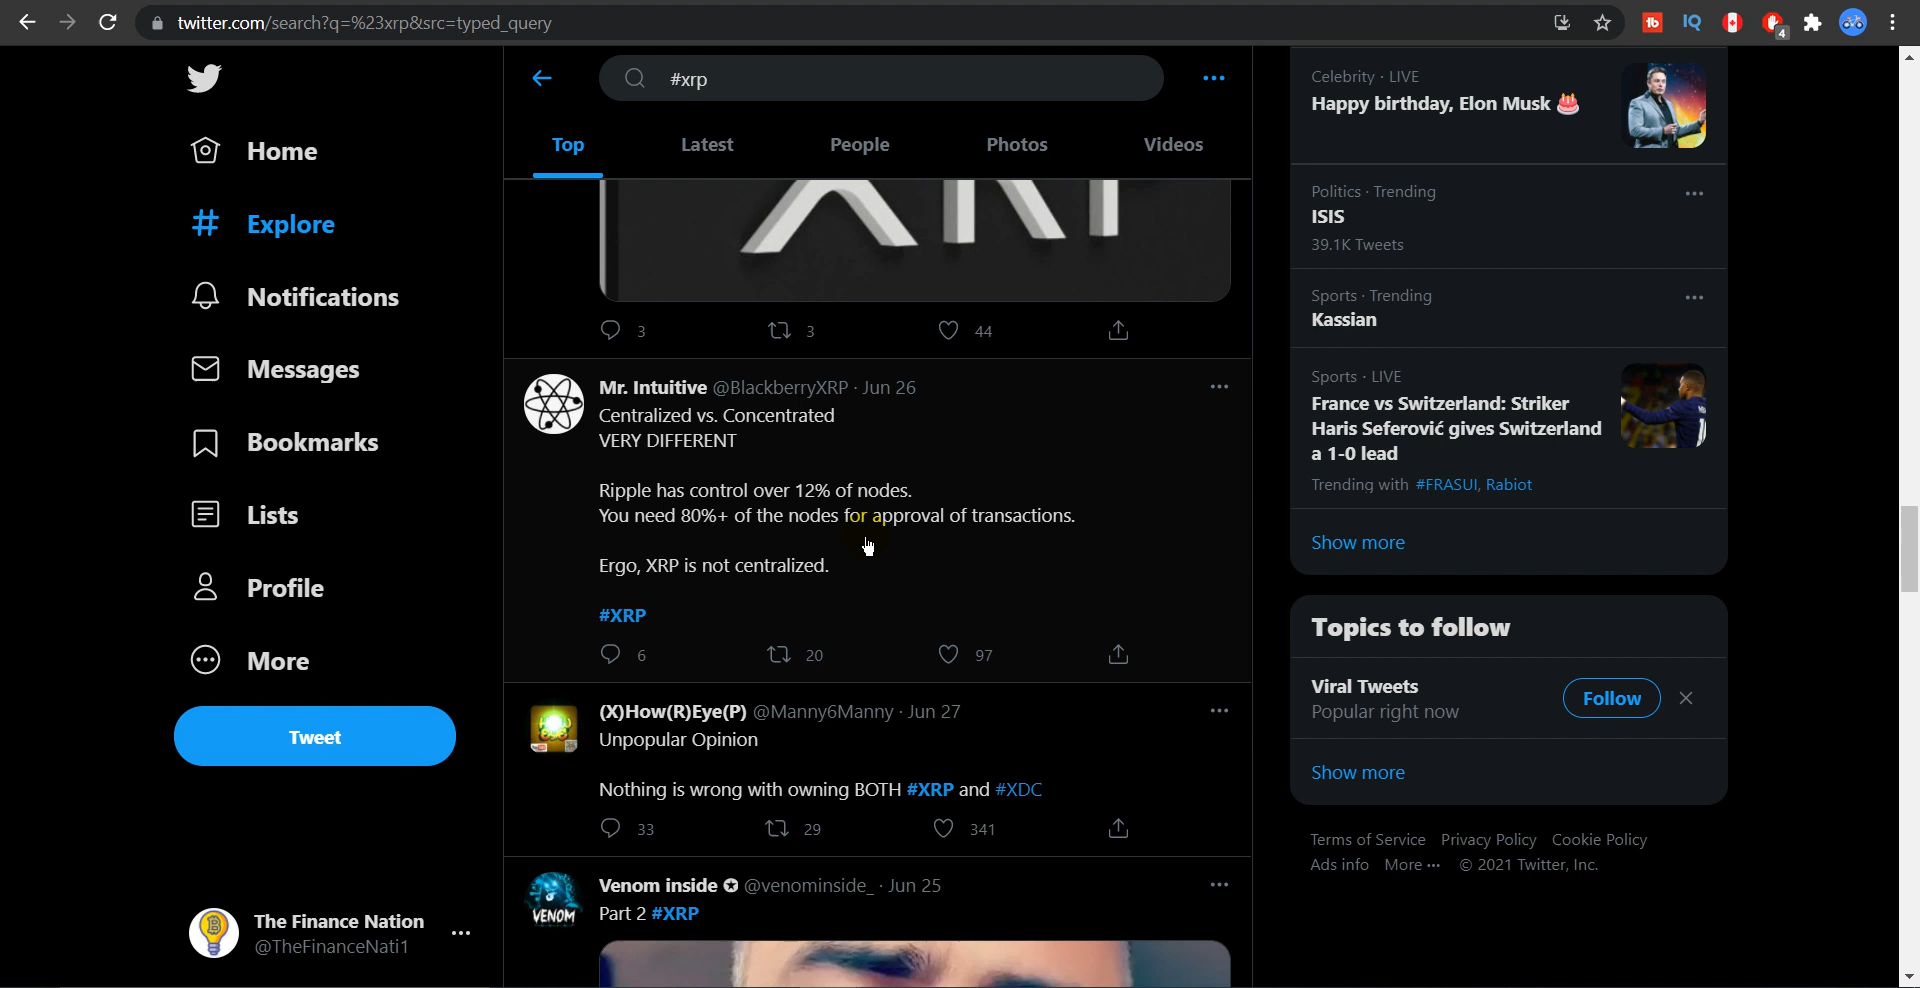 twitter.com/search?q=%23xrp&src=typed_query
4
#xrp
Home
Explore
Notifications
Messages
Bookmarks
Lists
Profile
More
Tweet
The Finance Nation
@TheFinanceNati1
Top
Latest
People
Photos
Videos
XRP
3
3
44
Mr. Intuitive @BlackberryXRP · Jun 26
Centralized vs. Concentrated
VERY DIFFERENT
Ripple has control over 12% of nodes.
You need 80%+ of the nodes for approval of transactions.
Ergo, XRP is not centralized.
#XRP
6
20
97
(X)How(R)Eye(P) @Manny6Manny · Jun 27
Unpopular Opinion
Nothing is wrong with owning BOTH #XRP and #XDC
33
29
341
VENOM
Venom inside ✪ @venominside_ · Jun 25
Part 2 #XRP
Celebrity · LIVE
Happy birthday, Elon Musk 🎂
Politics · Trending
ISIS
39.1K Tweets
Sports · Trending
Kassian
Sports · LIVE
France vs Switzerland: Striker
Haris Seferović gives Switzerland
a 1-0 lead
Trending with #FRASUI, Rabiot
Show more
Topics to follow
Viral Tweets
Popular right now
Follow
Show more
Terms of Service Privacy Policy Cookie Policy
Ads info More ··· © 2021 Twitter, Inc.